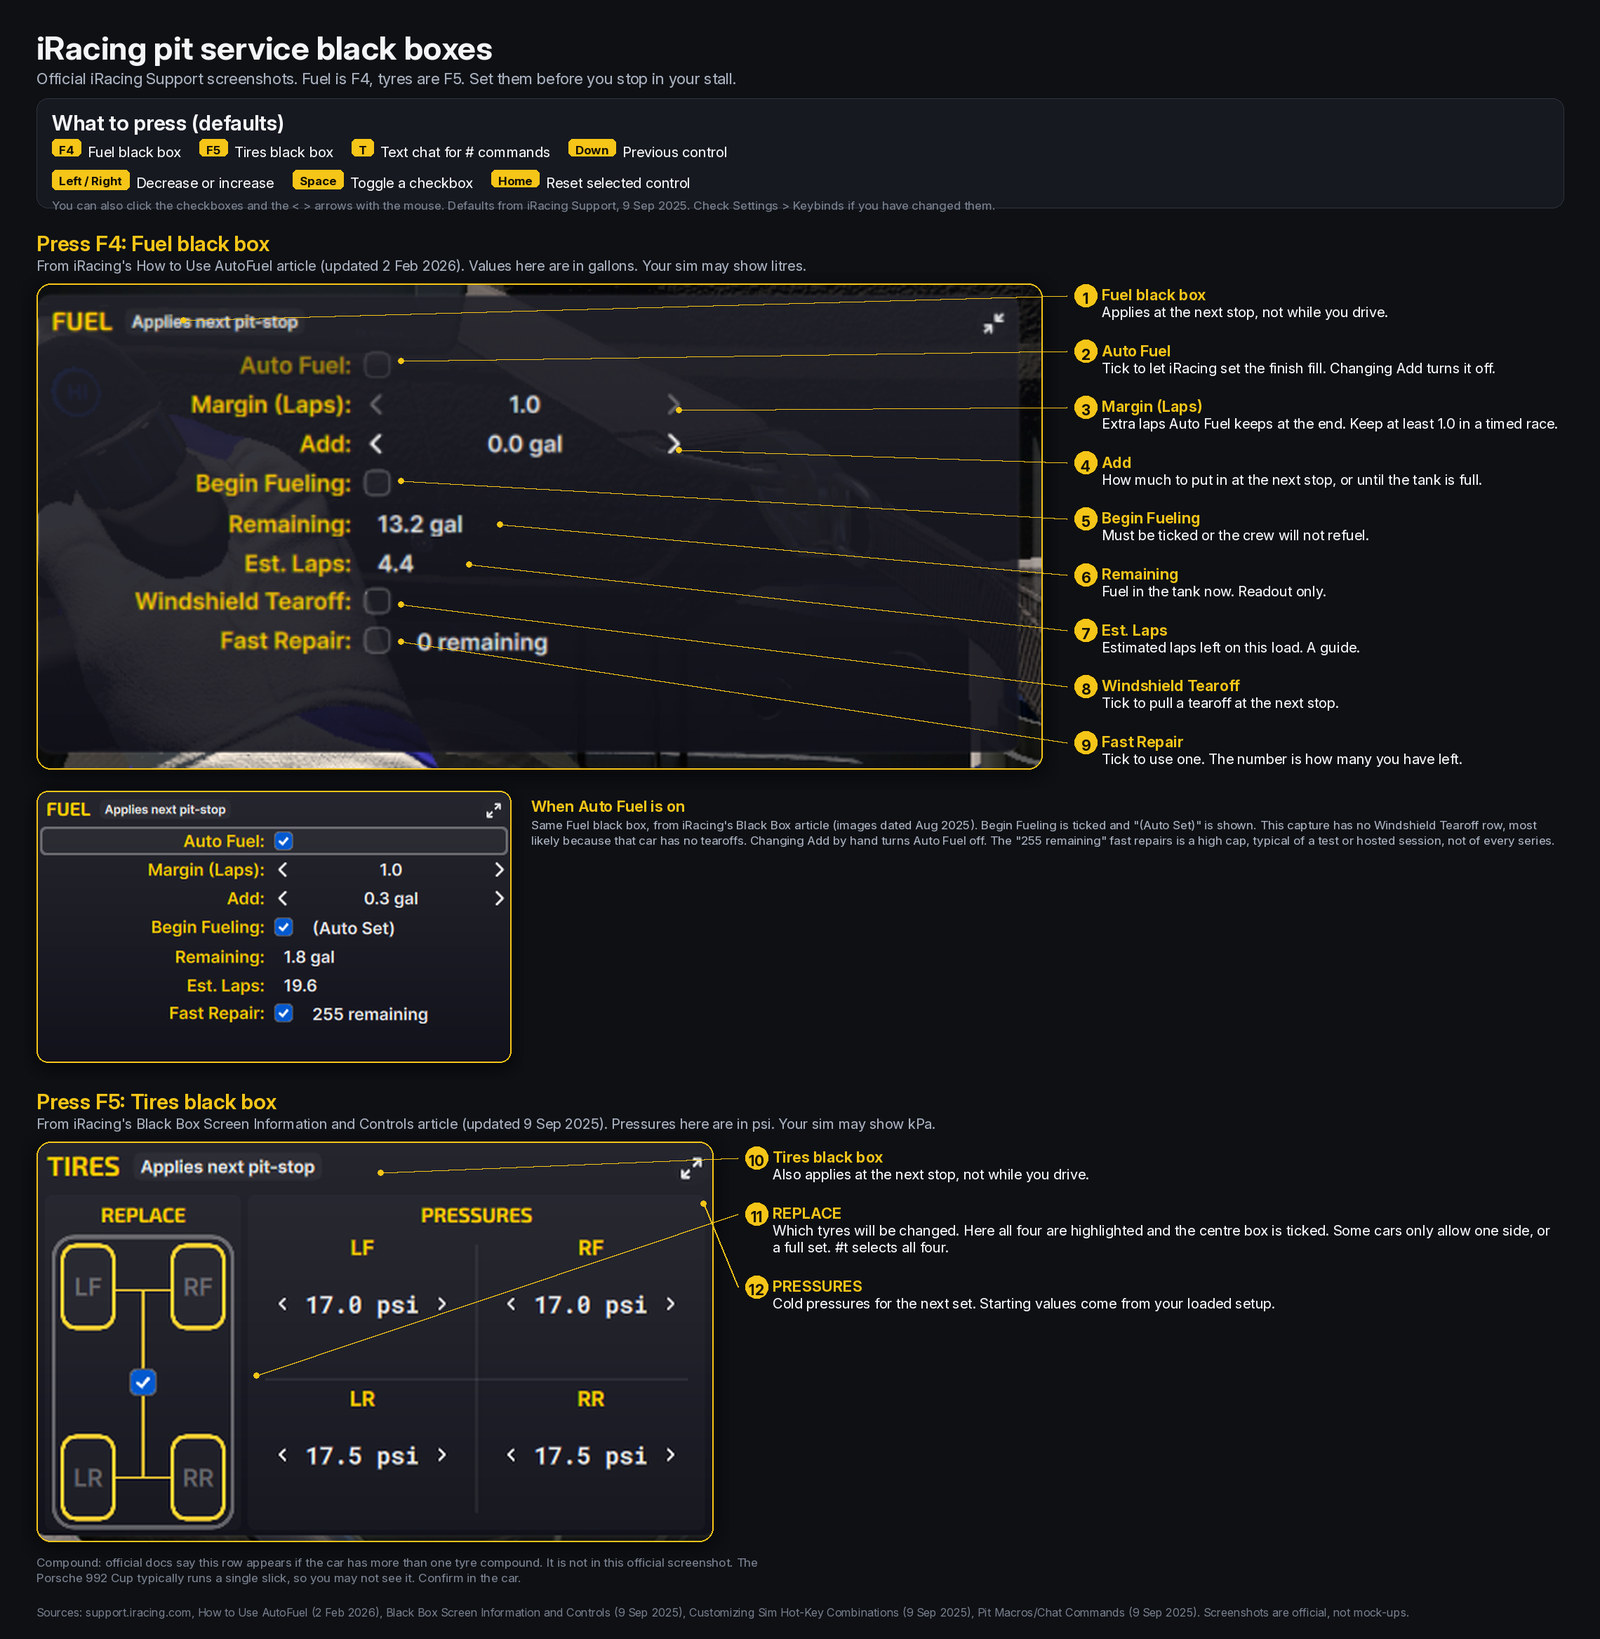 iRacing pit service black boxes
Official iRacing Support screenshots. Fuel is F4, tyres are F5. Set them before you stop in your stall.
What to press (defaults)
F4 Fuel black box F5 Tires black box T Text chat for # commands Down Previous control
Left / Right Decrease or increase Space Toggle a checkbox Home Reset selected control
You can also click the checkboxes and the < > arrows with the mouse. Defaults from iRacing Support, 9 Sep 2025. Check Settings > Keybinds if you have changed them.
Press F4: Fuel black box
From iRacing's How to Use AutoFuel article (updated 2 Feb 2026). Values here are in gallons. Your sim may show litres.
FUEL Applies next pit-stop
Auto Fuel:
Margin (Laps): < 1.0 >
Add: < 0.0 gal >
Begin Fueling:
Remaining: 13.2 gal
Est. Laps: 4.4
Windshield Tearoff:
Fast Repair: 0 remaining
1 Fuel black box
Applies at the next stop, not while you drive.
2 Auto Fuel
Tick to let iRacing set the finish fill. Changing Add turns it off.
3 Margin (Laps)
Extra laps Auto Fuel keeps at the end. Keep at least 1.0 in a timed race.
4 Add
How much to put in at the next stop, or until the tank is full.
5 Begin Fueling
Must be ticked or the crew will not refuel.
6 Remaining
Fuel in the tank now. Readout only.
7 Est. Laps
Estimated laps left on this load. A guide.
8 Windshield Tearoff
Tick to pull a tearoff at the next stop.
9 Fast Repair
Tick to use one. The number is how many you have left.
FUEL Applies next pit-stop
Auto Fuel:
Margin (Laps): < 1.0 >
Add: < 0.3 gal >
Begin Fueling: (Auto Set)
Remaining: 1.8 gal
Est. Laps: 19.6
Fast Repair: 255 remaining
When Auto Fuel is on
Same Fuel black box, from iRacing's Black Box article (images dated Aug 2025). Begin Fueling is ticked and "(Auto Set)" is shown. This capture has no Windshield Tearoff row, most
likely because that car has no tearoffs. Changing Add by hand turns Auto Fuel off. The "255 remaining" fast repairs is a high cap, typical of a test or hosted session, not of every series.
Press F5: Tires black box
From iRacing's Black Box Screen Information and Controls article (updated 9 Sep 2025). Pressures here are in psi. Your sim may show kPa.
TIRES Applies next pit-stop
REPLACE PRESSURES
LF RF
LF RF
< 17.0 psi > < 17.0 psi >
LR RR
LR RR
< 17.5 psi > < 17.5 psi >
10 Tires black box
Also applies at the next stop, not while you drive.
11 REPLACE
Which tyres will be changed. Here all four are highlighted and the centre box is ticked. Some cars only allow one side, or
a full set. #t selects all four.
12 PRESSURES
Cold pressures for the next set. Starting values come from your loaded setup.
Compound: official docs say this row appears if the car has more than one tyre compound. It is not in this official screenshot. The
Porsche 992 Cup typically runs a single slick, so you may not see it. Confirm in the car.
Sources: support.iracing.com, How to Use AutoFuel (2 Feb 2026), Black Box Screen Information and Controls (9 Sep 2025), Customizing Sim Hot-Key Combinations (9 Sep 2025), Pit Macros/Chat Commands (9 Sep 2025). Screenshots are official, not mock-ups.